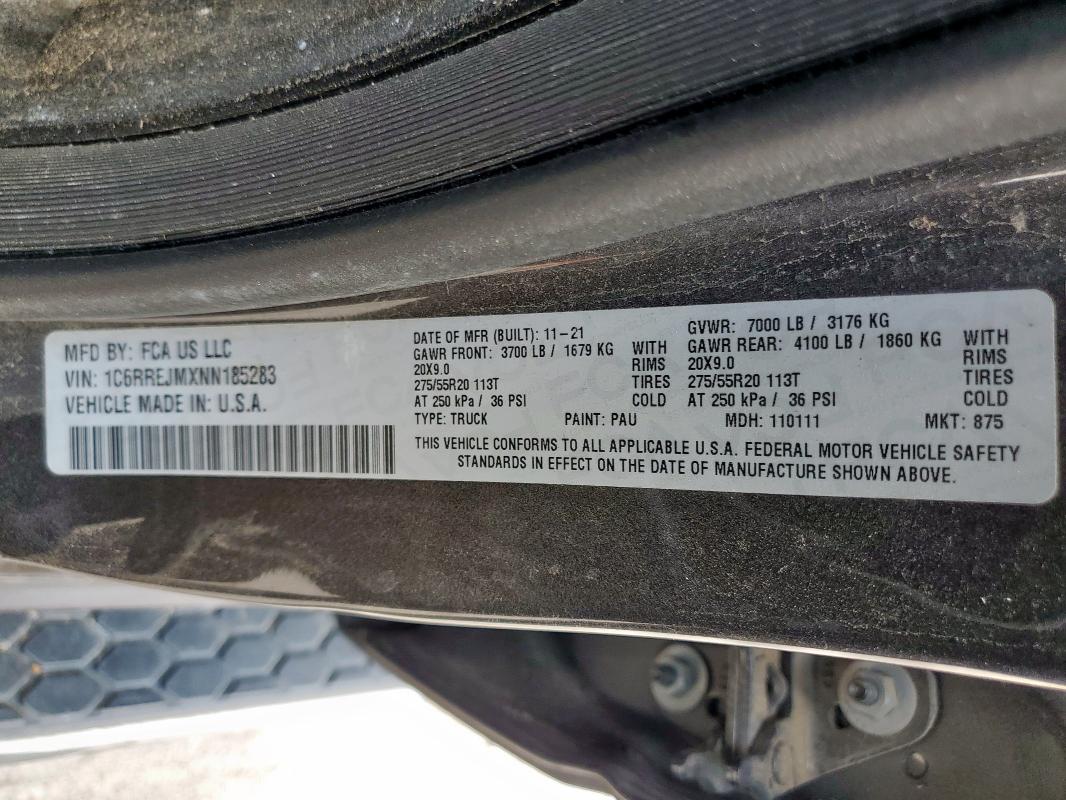 MFD BY: FCA US LLC
VIN: 1C6RREJMXNN185283
VEHICLE MADE IN: U.S.A.
DATE OF MFR (BUILT): 11-21
GAWR FRONT: 3700 LB / 1679 KG WITH
20X9.0 RIMS
275/55R20 113T TIRES
AT 250 kPa / 36 PSI COLD
GVWR: 7000 LB / 3176 KG
GAWR REAR: 4100 LB / 1860 KG WITH
20X9.0 RIMS
275/55R20 113T TIRES
AT 250 kPa / 36 PSI COLD
TYPE: TRUCK PAINT: PAU MDH: 110111 MKT: 875
THIS VEHICLE CONFORMS TO ALL APPLICABLE U.S.A. FEDERAL MOTOR VEHICLE SAFETY
STANDARDS IN EFFECT ON THE DATE OF MANUFACTURE SHOWN ABOVE.